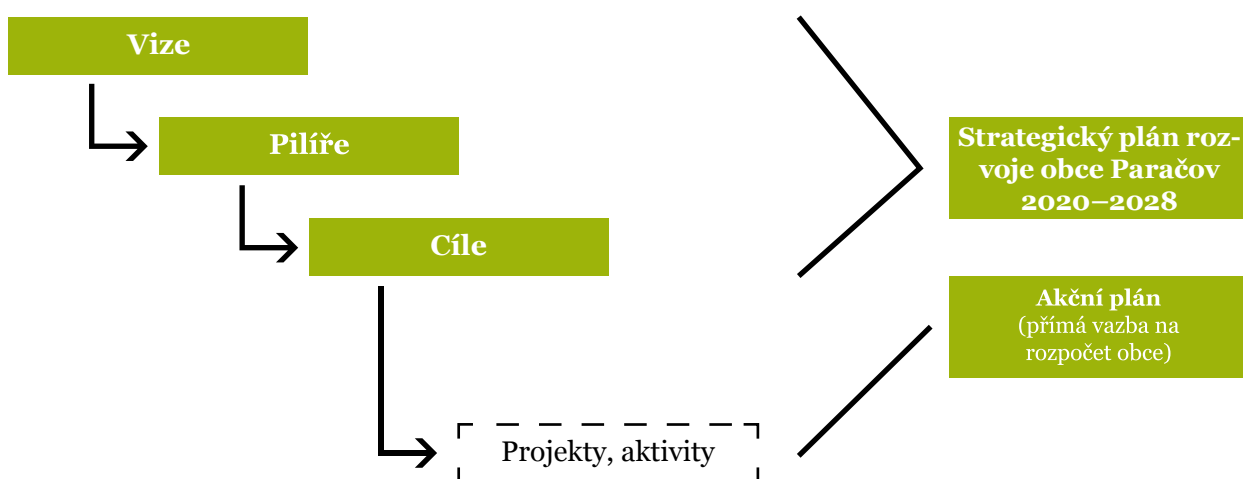 Vize
Pilíře
Cíle
Projekty, aktivity
Strategický plán roz-
voje obce Paračov
2020–2028
Akční plán
(přímá vazba na
rozpočet obce)